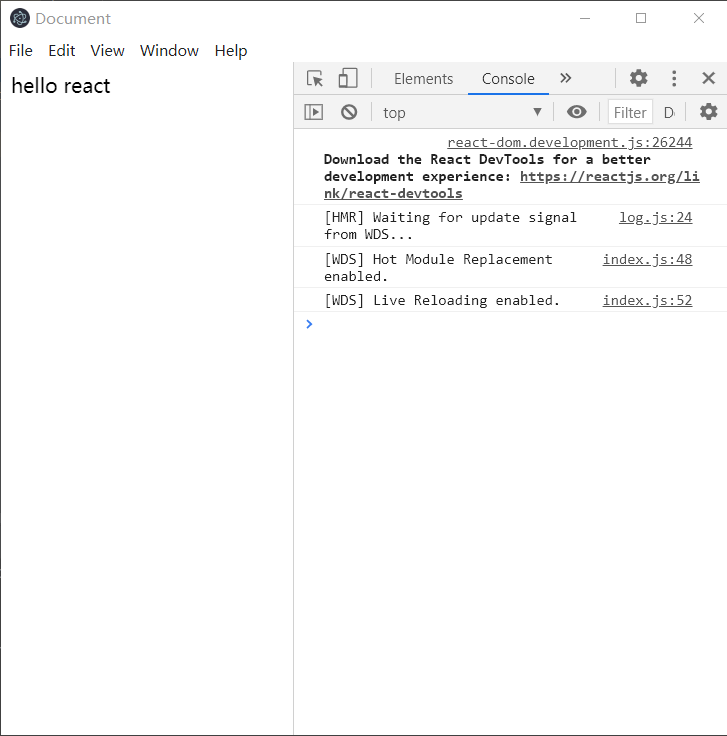 Document
File Edit View Window Help
hello react
Elements Console
top Filter D
react-dom.development.js:26244
Download the React DevTools for a better
development experience: https://reactjs.org/li
nk/react-devtools
[HMR] Waiting for update signal log.js:24
from WDS...
[WDS] Hot Module Replacement index.js:48
enabled.
[WDS] Live Reloading enabled. index.js:52